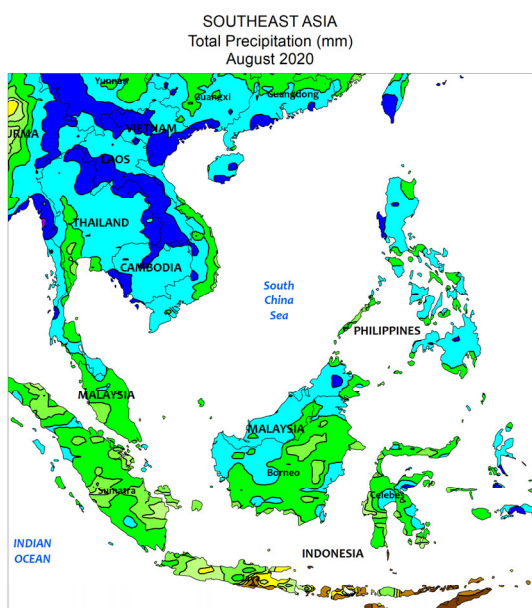 SOUTHEAST ASIA
Total Precipitation (mm)
August 2020
Yunnan
Guangxi
Guangdong
URMA
VIETNAM
LAOS
THAILAND
CAMBODIA
South
China
Sea
PHILIPPINES
MALAYSIA
MALAYSIA
Borneo
Sumatra
Celebes
INDIAN
OCEAN
INDONESIA